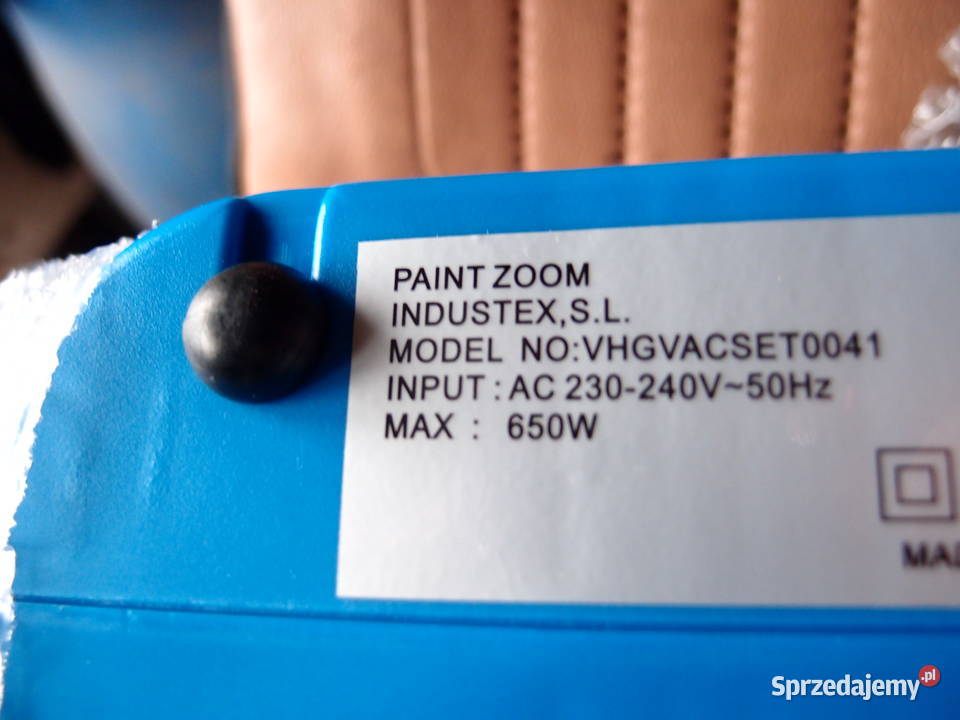 PAINT ZOOM
INDUSTEX,S.L.
MODEL NO:VHGVACSET0041
INPUT : AC 230-240V~50Hz
MAX : 650W
Sprzedajemy.pl